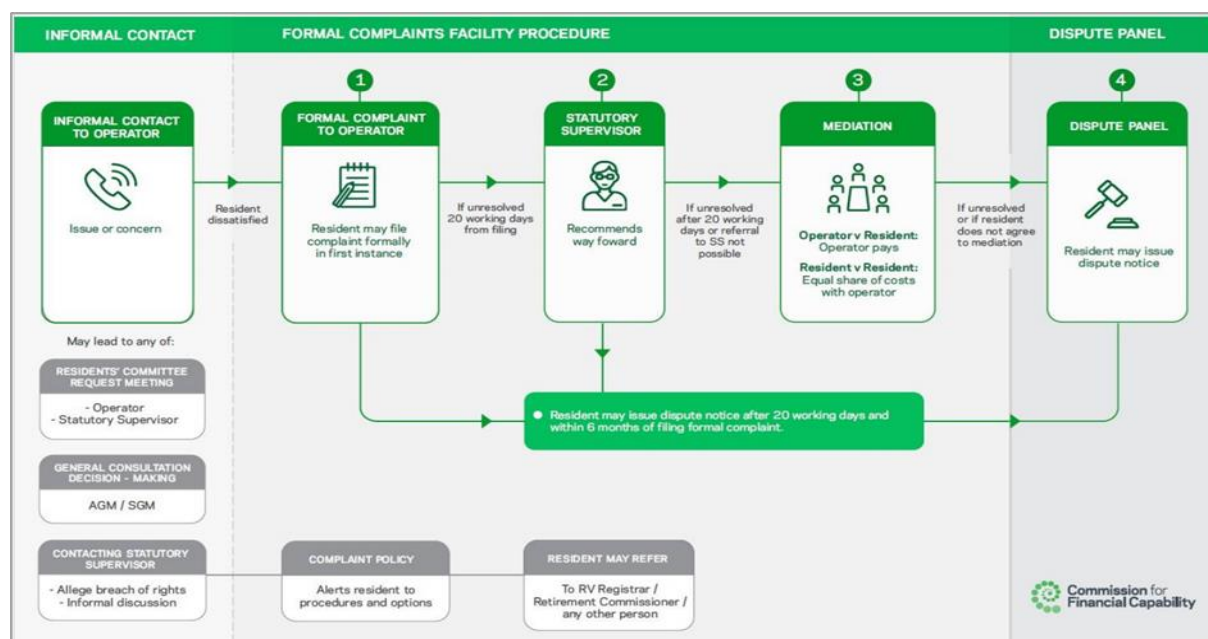 INFORMAL CONTACT
FORMAL COMPLAINTS FACILITY PROCEDURE
DISPUTE PANEL
1
2
3
4
INFORMAL CONTACT
TO OPERATOR
Issue or concern
Resident
dissatisfied
FORMAL COMPLAINT
TO OPERATOR
Resident may file
complaint formally
in first instance
If unresolved
20 working days
from filing
STATUTORY
SUPERVISOR
Recommends
way foward
If unresolved
after 20 working
days or referral
to SS not
possible
MEDIATION
Operator v Resident:
Operator pays
Resident v Resident:
Equal share of costs
with operator
If unresolved
or if resident
does not agree
to mediation
DISPUTE PANEL
Resident may issue
dispute notice
May lead to any of:
RESIDENTS' COMMITTEE
REQUEST MEETING
- Operator
- Statutory Supervisor
Resident may issue dispute notice after 20 working days and
within 6 months of filing formal complaint.
GENERAL CONSULTATION
DECISION - MAKING
AGM / SGM
CONTACTING STATUTORY
SUPERVISOR
- Allege breach of rights
- Informal discussion
COMPLAINT POLICY
Alerts resident to
procedures and options
RESIDENT MAY REFER
To RV Registrar /
Retirement Commissioner /
any other person
Commission for
Financial Capability